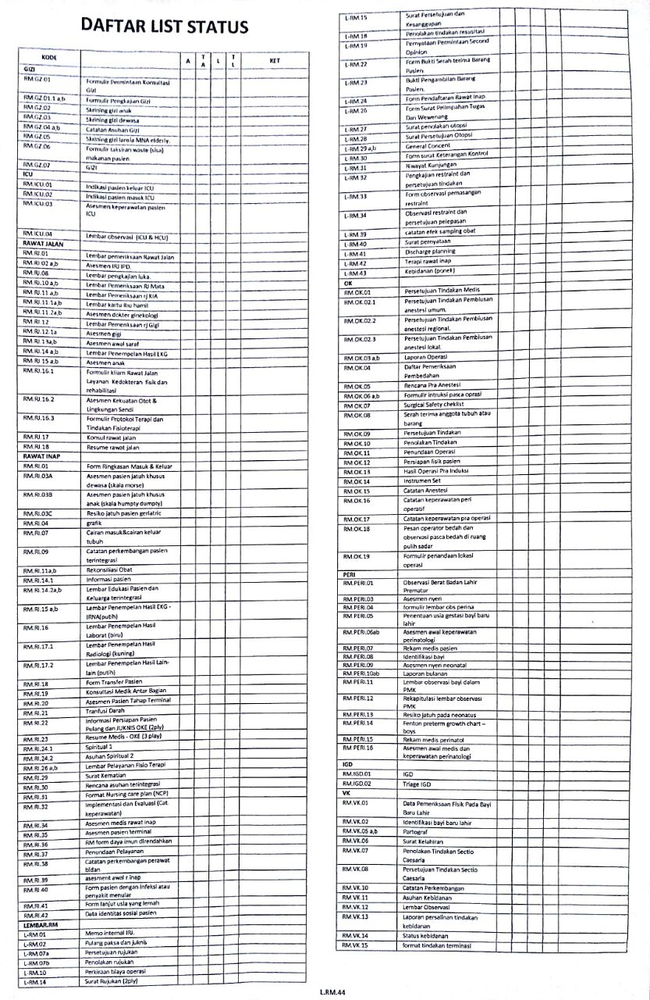 DAFTAR LIST STATUS
KODE A T A L T L KET
GIZI
RM.GZ.01 Formulir Permintaan Konsultasi
Gizi
RM.GZ.01.1 a,b Formulir Pengkajian Gizi
RM.GZ.02 Skrining gizi anak
RM.GZ.03 Skrining gizi dewasa
RM.GZ.04 a,b Catatan Asuhan Gizi
RM.GZ.05 Skrining gizi lansia MNA elderly.
RM.GZ.06 Formulir taksiran waste (sisa)
makanan pasien
RM.GZ.07 GIZI
ICU
RM.ICU.01 Indikasi pasien keluar ICU
RM.ICU.02 Indikasi pasien masuk ICU
RM.ICU.03 Asesmen keperawatan pasien
ICU
RM.ICU.04 Lembar observasi (ICU & HCU)
RAWAT JALAN
RM.RJ.01 Lembar pemeriksaan Rawat Jalan
RM.RJ.02 a,b Asesmen IRJ IPD.
RM.RJ.08 Lembar pengkajian luka.
RM.RJ.10 a,b Lembar Pemeriksaan RJ Mata
RM.RJ.11 a,b Lembar Pemeriksaan rj KIA
RM.RJ.11.1a,b Lembar kartu ibu hamil
RM.RJ.11.2a,b Asesmen dokter ginekologi
RM.RJ.12 Lembar Pemeriksaan rj Gigi
RM.RJ.12.1a Asesmen gigi
RM.RJ.13a,b Asesmen awal saraf
RM.RJ.14 a,b Lembar Penempelan Hasil EKG
RM.RJ.15 a,b Asesmen anak
RM.RJ.16.1 Formulir kliam Rawat Jalan
Layanan Kedokteran fisik dan
rehabilitasi
RM.RJ.16.2 Asesmen Kekuatan Otot &
Lingkungan Sendi
RM.RJ.16.3 Formulir Protokol Terapi dan
Tindakan Fisioterapi
RM.RJ.17 Konsul rawat jalan
RM.RJ.18 Resume rawat jalan
RAWAT INAP
RM.RI.01 Form Ringkasan Masuk & Keluar
RM.RI.03A Asesmen pasien jatuh khusus
dewasa (skala morse)
RM.RI.03B Asesmen pasien jatuh khusus
anak (skala humpty dumpty)
RM.RI.03C Resiko jatuh pasien geriatric
RM.RI.04 grafik
RM.RI.07 Cairan masuk&cairan keluar
tubuh
RM.RI.09 Catatan perkembangan pasien
terintegrasi
RM.RI.11a,b Rekonsiliasi Obat
RM.RI.14.1 Informasi pasien
RM.RI.14.2a,b Lembar Edukasi Pasien dan
Keluarga terintegrasi
RM.RI.15 a,b Lembar Penempelan Hasil EKG -
IRNA(putih)
RM.RI.16 Lembar Penempelan Hasil
Laborat (biru)
RM.RI.17.1 Lembar Penempelan Hasil
Radiologi (kuning)
RM.RI.17.2 Lembar Penempelan Hasil Lain-
lain (putih)
RM.RI.18 Form Transfer Pasien
RM.RI.19 Konsultasi Medik Antar Bagian
RM.RI.20 Asesmen Pasien Tahap Terminal
RM.RI.21 Tranfusi Darah
RM.RI.22 Informasi Persiapan Pasien
Pulang dan JUKNIS OKE (2ply)
RM.RI.23 Resume Medis - OKE (3 play)
RM.RI.24.1 Spiritual 1
RM.RI.24.2 Asuhan Spiritual 2
RM.RI.26 a,b Lembar Pelayanan Fisio Terapi
RM.RI.29 Surat Kematian
RM.RI.30 Rencana asuhan terintegrasi
RM.RI.31 Format Nursing care plan (NCP)
RM.RI.32 Implementasi dan Evaluasi (Cat.
keperawatan)
RM.RI.34 Asesmen medis rawat inap
RM.RI.35 Asesmen pasien terminal
RM.RI.36 RM form daya imun direndahkan
RM.RI.37 Penundaan Pelayanan
RM.RI.38 Catatan perkembangan perawat
bidan
RM.RI.39 asesment awal r.inap
RM.RI.40 Form pasien dengan infeksi atau
penyakit menular
RM.RI.41 Form lanjut usia yang lemah
RM.RI.42 Data identitas sosial pasien
LEMBAR.RM
L-RM.01 Memo internal IRJ.
L-RM.02 Pulang paksa dan juknis
L-RM.07a Persetujuan rujukan
L-RM.07b Penolakan rujukan
L-RM.10 Perkiraan biaya operasi
L-RM.14 Surat Rujukan (2ply)
L-RM.15 Surat Persetujuan dan
Kesanggupan
L-RM.18 Penolakan tindakan resusitasi
L-RM.19 Pernyataan Permintaan Second
Opinion
L-RM.22 Form Bukti Serah terima Barang
Pasien.
L-RM.23 Bukti Pengambilan Barang
Pasien.
L-RM.24 Form Pendaftaran Rawat Inap.
L-RM.26 Form Surat Pelimpahan Tugas
Dan Wewenang
L-RM.27 Surat penolakan otopsi
L-RM.28 Surat Persetujuan Otopsi
L-RM.29 a,b General Concent
L-RM.30 Form surat Keterangan Kontrol
L-RM.31 Riwayat Kunjungan
L-RM.32 Pengkajian restraint dan
persetujuan tindakan
L-RM.33 Form observasi pemasangan
restraint
L-RM.34 Observasi restraint dan
persetujuan pelepasan
L-RM.39 catatan efek samping obat
L-RM.40 Surat pernyataan
L-RM.41 Discharge planning
L-RM.42 Terapi rawat inap
L-RM.43 Kebidanan (ponek)
OK
RM.OK.01 Persetujuan Tindakan Medis
RM.OK.02.1 Persetujuan Tindakan Pembiusan
anestesi umum.
RM.OK.02.2 Persetujuan Tindakan Pembiusan
anestesi regional.
RM.OK.02.3 Persetujuan Tindakan Pembiusan
anestesi lokal.
RM.OK.03 a,b Laporan Operasi
RM.OK.04 Daftar Pemeriksaan
Pembedahan
RM.OK.05 Rencana Pra Anestesi
RM.OK.06 a,b Formulir intruksi pasca oprasi
RM.OK.07 Surgical Safety cheklist
RM.OK.08 Serah terima anggota tubuh atau
barang
RM.OK.09 Persetujuan Tindakan
RM.OK.10 Penolakan Tindakan
RM.OK.11 Penundaan Operasi
RM.OK.12 Persiapan fisik pasien
RM.OK.13 Hasil Operasi Pra Induksi
RM.OK.14 Instrumen Set
RM.OK.15 Catatan Anestesi
RM.OK.16 Catatan keperawatan peri
operatif
RM.OK.17 Catatan keperawatan pra operasi
RM.OK.18 Pesan operator bedah dan
observasi pasca bedah di ruang
pulih sadar
RM.OK.19 Formulir penandaan lokasi
operasi
PERI
RM.PERI.01 Observasi Berat Badan Lahir
Prematur
RM.PERI.03 Asesmen nyeri
RM.PERI.04 formulir lembar obs perina
RM.PERI.05 Penentuan usia gestasi bayi baru
lahir
RM.PERI.06ab Asesmen awal keperawatan
perinatologi
RM.PERI.07 Rekam medis pasien
RM.PERI.08 Identifikasi bayi
RM.PERI.09 Asesmen nyeri neonatal
RM.PERI.10ab Laporan bulanan
RM.PERI.11 Lembar observasi bayi dalam
PMK
RM.PERI.12 Rekapitulasi lembar observasi
PMK
RM.PERI.13 Resiko jatuh pada neonatus
RM.PERI.14 Fenton preterm growth chart –
boys
RM.PERI.15 Rekam medis perinatol
RM.PERI.16 Asesmen awal medis dan
keperawatan perinatologi
IGD
RM.IGD.01 IGD
RM.IGD.02 Triage IGD
VK
RM.VK.01 Data Pemeriksaan Fisik Pada Bayi
Baru Lahir
RM.VK.02 Identifikasi bayi baru lahir
RM.VK.05 a,b Partograf
RM.VK.06 Surat Kelahiran
RM.VK.07 Penolakan Tindakan Sectio
Caesaria
RM.VK.08 Persetujuan Tindakan Sectio
Caesaria
RM.VK.10 Catatan Perkembangan
RM.VK.11 Asuhan Kebidanan
RM.VK.12 Lembar Observasi
RM.VK.13 Laporan persalinan tindakan
kebidanan
RM.VK.14 Status kebidanan
RM.VK.15 format tindakan terminasi
L.RM.44